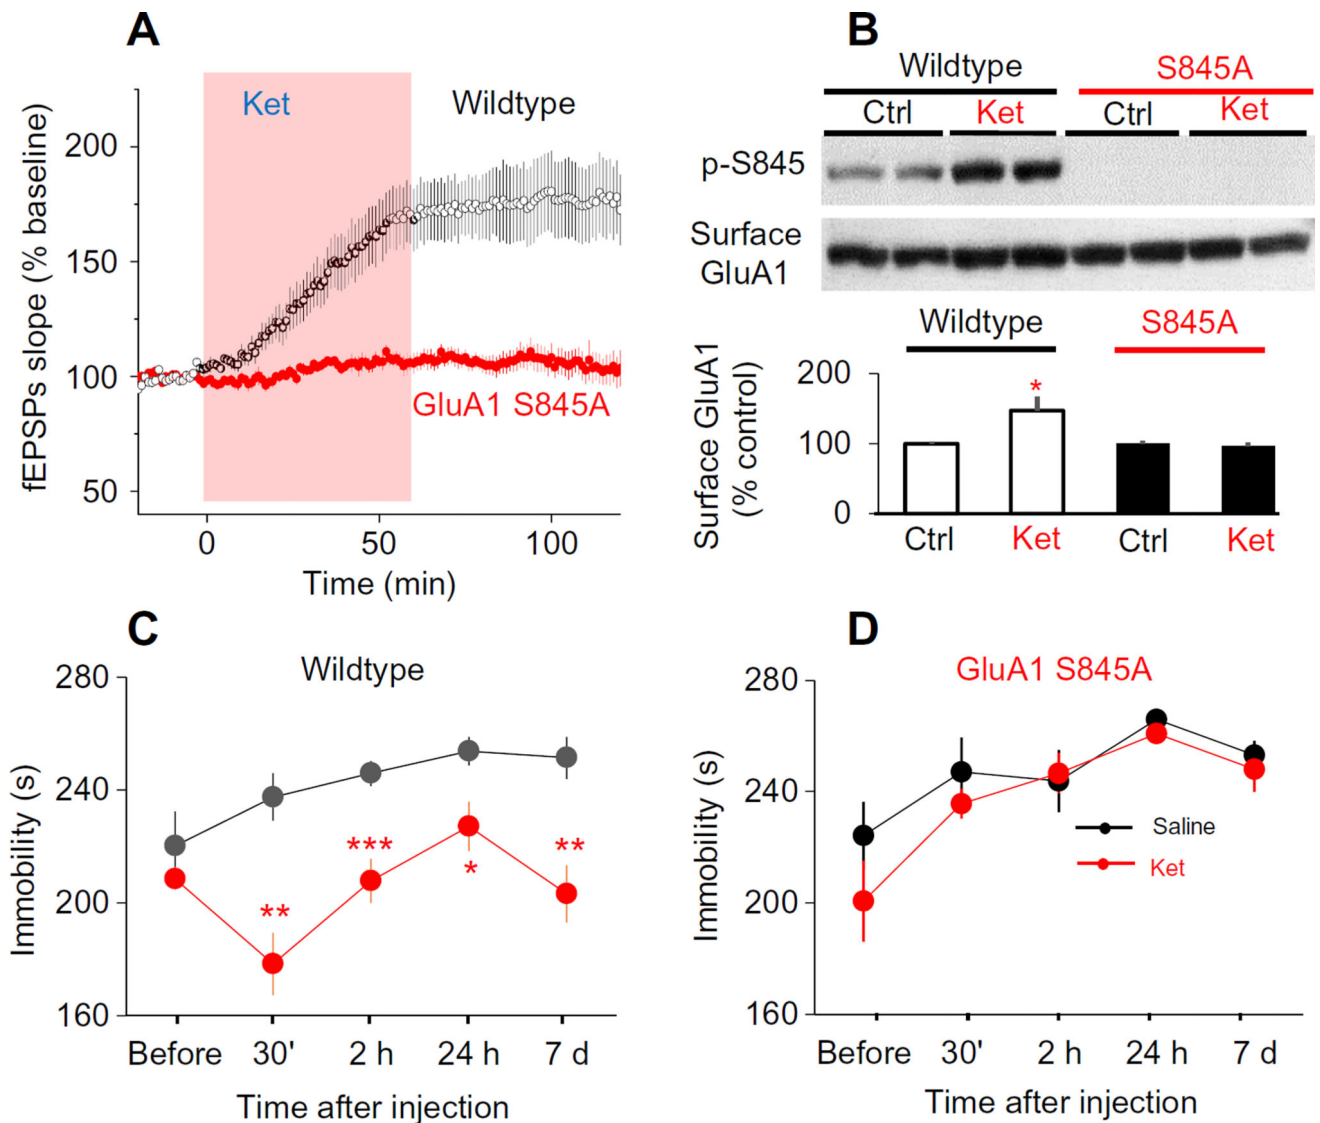 A
Ket
Wildtype
GluA1 S845A
fEPSPs slope (% baseline)
200
150
100
50
0
50
100
Time (min)
B
Wildtype
S845A
Ctrl
Ket
Ctrl
Ket
p-S845
Surface
GluA1
Wildtype
S845A
Surface GluA1
(% control)
200
100
0
*
Ctrl
Ket
Ctrl
Ket
C
Wildtype
Immobility (s)
280
240
200
160
**
***
*
**
Before
30'
2 h
24 h
7 d
Time after injection
D
GluA1 S845A
Immobility (s)
280
240
200
160
Saline
Ket
Before
30'
2 h
24 h
7 d
Time after injection